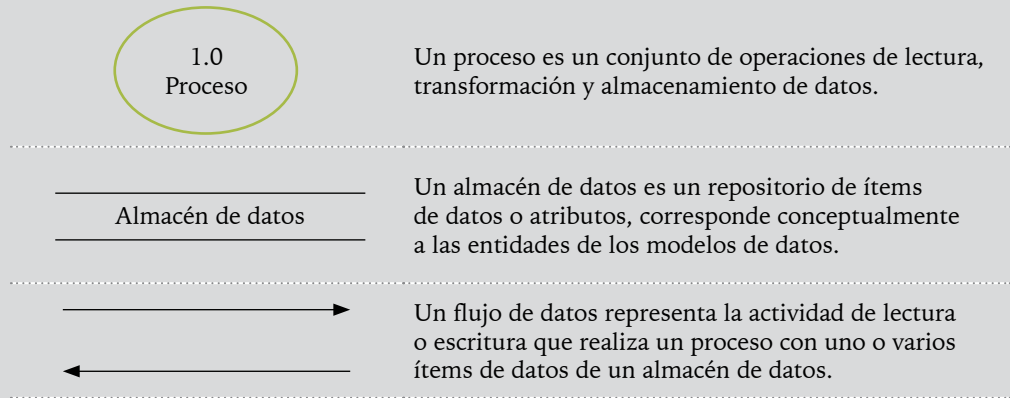 1.0
Proceso
Un proceso es un conjunto de operaciones de lectura,
transformación y almacenamiento de datos.
Almacén de datos
Un almacén de datos es un repositorio de ítems
de datos o atributos, corresponde conceptualmente
a las entidades de los modelos de datos.
Un flujo de datos representa la actividad de lectura
o escritura que realiza un proceso con uno o varios
ítems de datos de un almacén de datos.